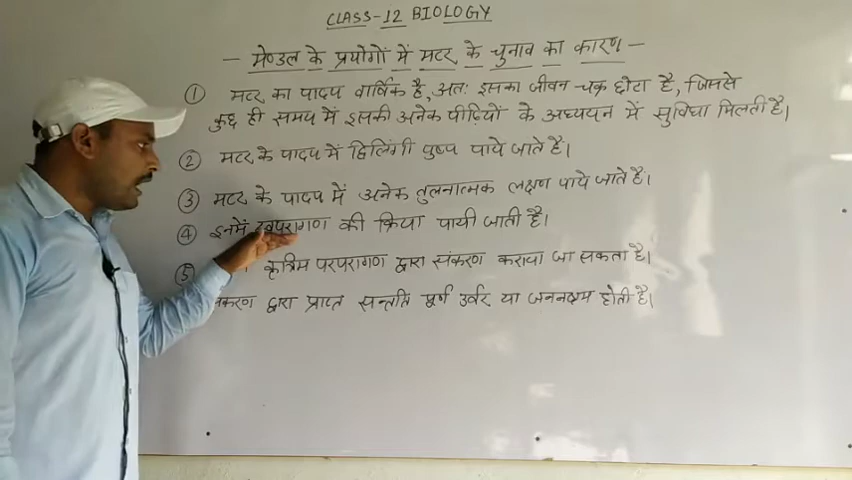 CLASS-12 BIOLOGY
- मेण्डल के प्रयोगों में मटर के चुनाव का कारण -
① मटर का पादप वार्षिक है, अतः इसका जीवन-चक्र छोटा है, जिससे
कुछ ही समय में इसकी अनेक पीढ़ियों के अध्ययन में सुविधा मिलती है।
② मटर के पादप में द्विलिंगी पुष्प पाये जाते है।
③ मटर के पादप में अनेक तुलनात्मक लक्षण पाये जाते है।
④ इनमें स्वपरागण की क्रिया पायी जाती है।
⑤ कृत्रिम परपरागण द्वारा संकरण कराया जा सकता है।
द्वारा प्राप्त सन्तति पूर्ण उर्वर या जननक्षम होती है।